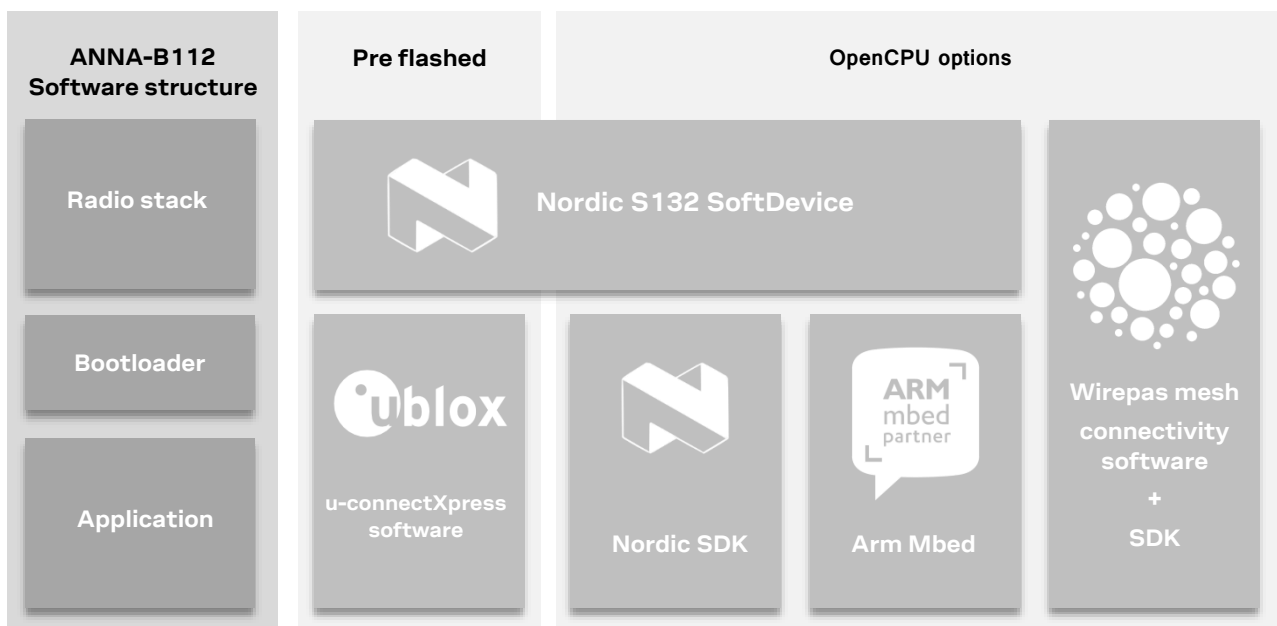 ANNA-B112
Software structure
Pre flashed
OpenCPU options
Radio stack
Bootloader
Application
Nordic S132 SoftDevice
ublox
u-connectXpress
software
Nordic SDK
ARM
mbed
partner
Arm Mbed
Wirepas mesh
connectivity
software
+
SDK